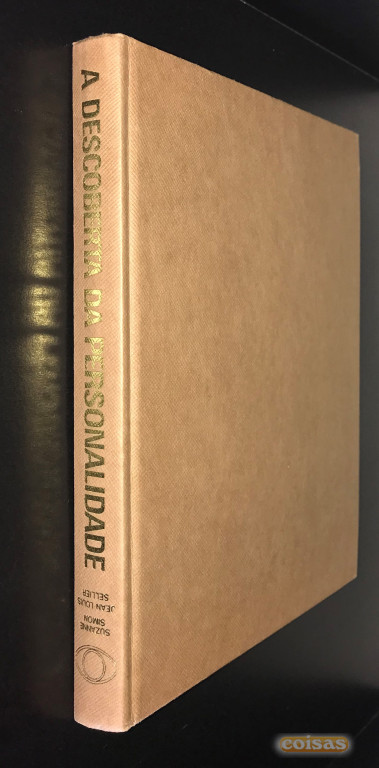 A DESCOBERTA DA PERSONALIDADE
SUZANNE
SIMON
JEAN LOUIS
SELLIER
coisas